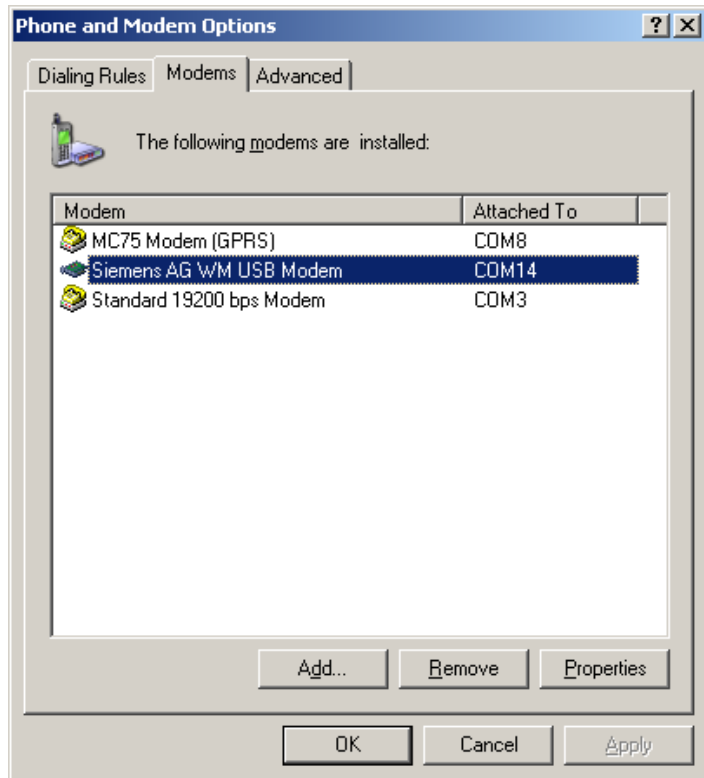 Phone and Modem Options
Dialing Rules Modems Advanced
The following modems are installed:
Modem Attached To
MC75 Modem (GPRS) COM8
Siemens AG WM USB Modem COM14
Standard 19200 bps Modem COM3
Add... Remove Properties
OK Cancel Apply